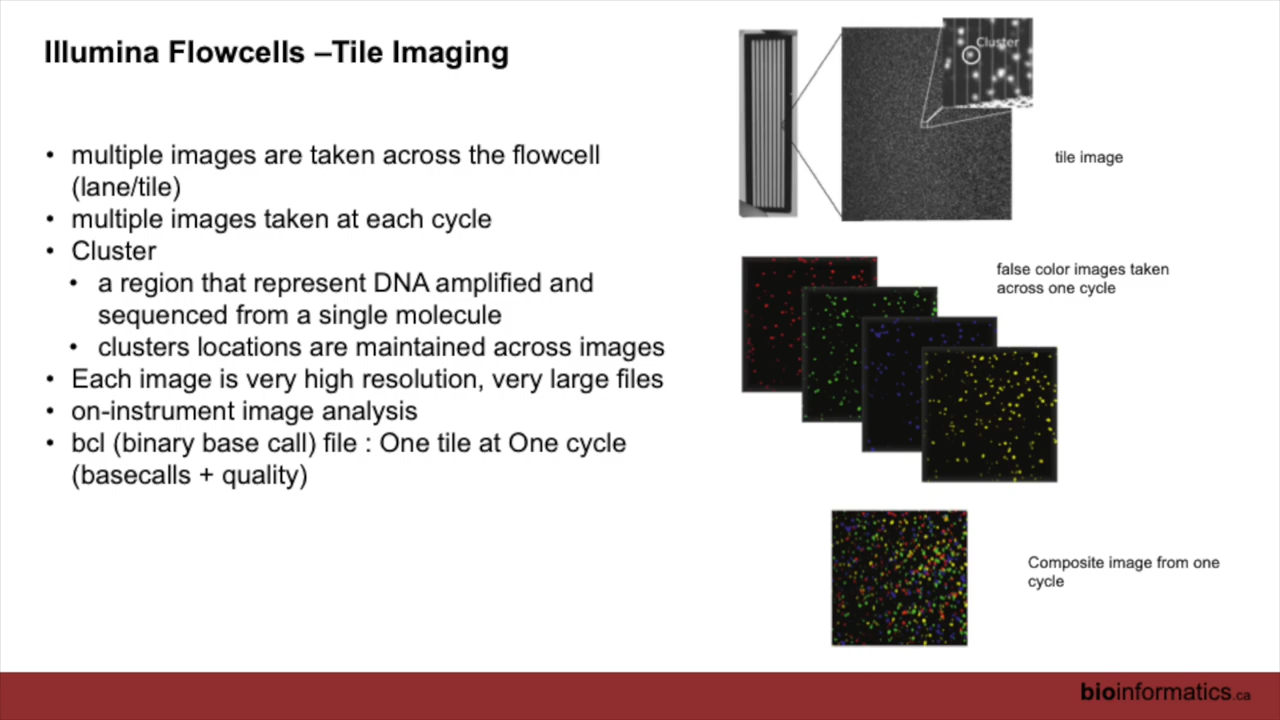 Illumina Flowcells –Tile Imaging
• multiple images are taken across the flowcell
(lane/tile)
• multiple images taken at each cycle
• Cluster
• a region that represent DNA amplified and
sequenced from a single molecule
• clusters locations are maintained across images
• Each image is very high resolution, very large files
• on-instrument image analysis
• bcl (binary base call) file : One tile at One cycle
(basecalls + quality)
Cluster
tile image
false color images taken
across one cycle
Composite image from one
cycle
bioinformatics.ca